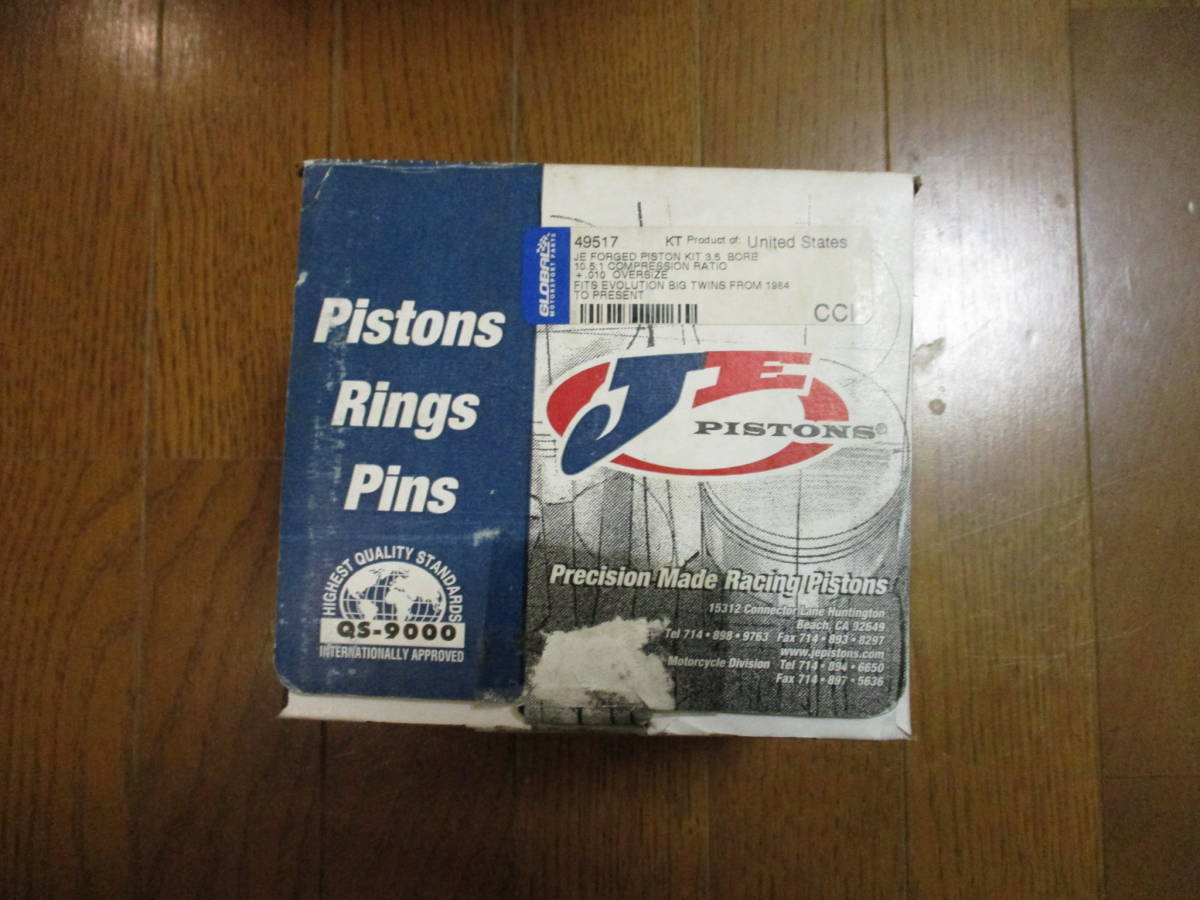 GLOBAL
MOTORSPORT PARTS
49517 KT Product of: United States
JE FORGED PISTON KIT 3.5 BORE
10.5:1 COMPRESSION RATIO
+.010 OVERSIZE
FITS EVOLUTION BIG TWINS FROM 1984
TO PRESENT
CCI
Pistons
Rings
Pins
HIGHEST QUALITY STANDARDS
QS-9000
INTERNATIONALLY APPROVED
JE
PISTONS®
Precision Made Racing Pistons
15312 Connector Lane Huntington
Beach, CA 92649
Tel 714 • 898 • 9763 Fax 714 • 893 • 8297
www.jepistons.com
Motorcycle Division Tel 714 • 894 • 6650
Fax 714 • 897 • 5636